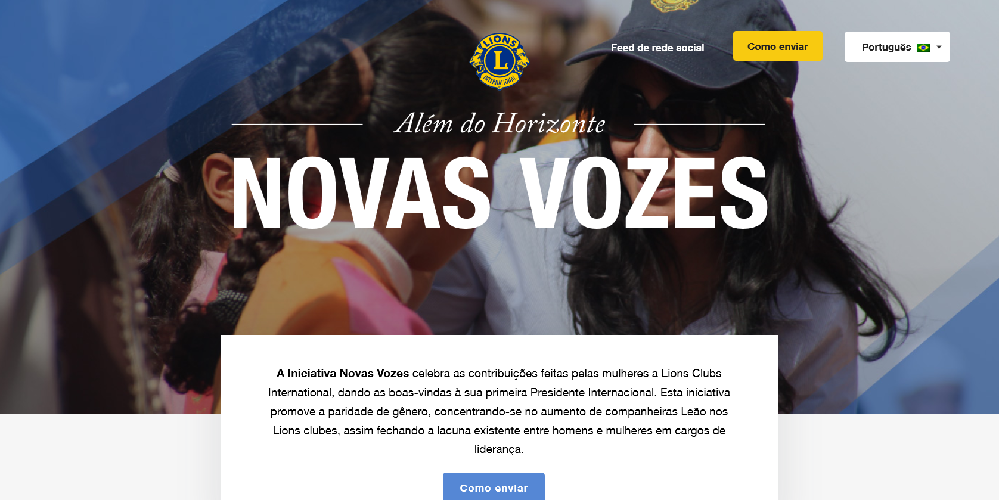 LIONS
L
INTERNATIONAL
Feed de rede social
Como enviar
Português
Além do Horizonte
NOVAS VOZES
A Iniciativa Novas Vozes celebra as contribuições feitas pelas mulheres a Lions Clubs
International, dando as boas-vindas à sua primeira Presidente Internacional. Esta iniciativa
promove a paridade de gênero, concentrando-se no aumento de companheiras Leão nos
Lions clubes, assim fechando a lacuna existente entre homens e mulheres em cargos de
liderança.
Como enviar